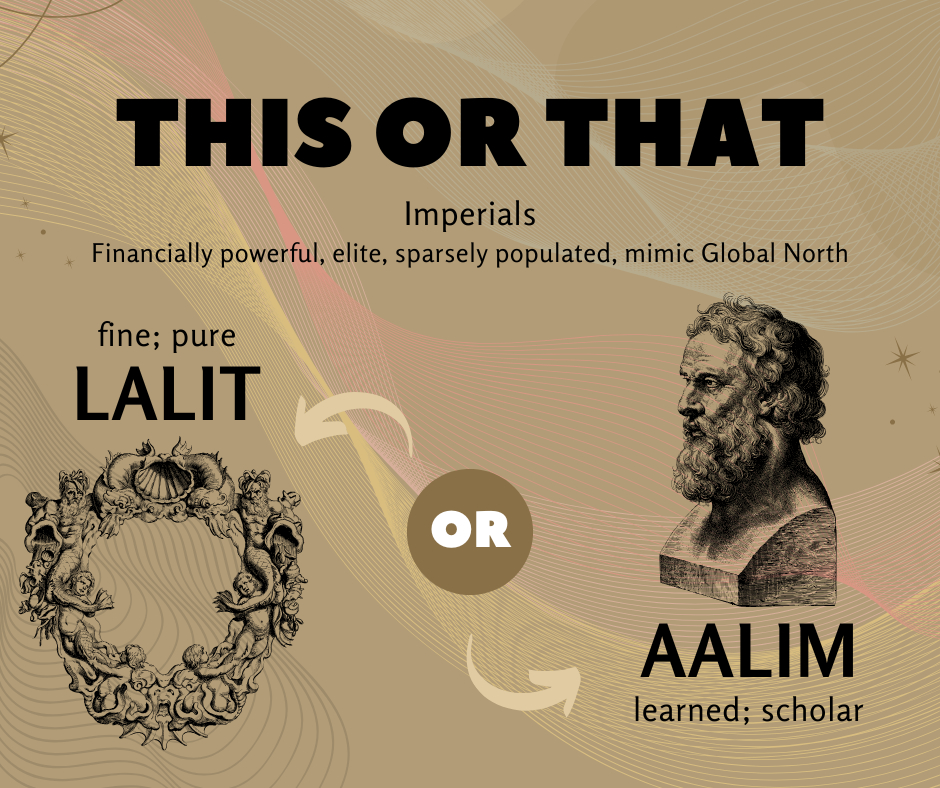 THIS OR THAT
Imperials
Financially powerful, elite, sparsely populated, mimic Global North
fine; pure
LALIT
OR
AALIM
learned; scholar